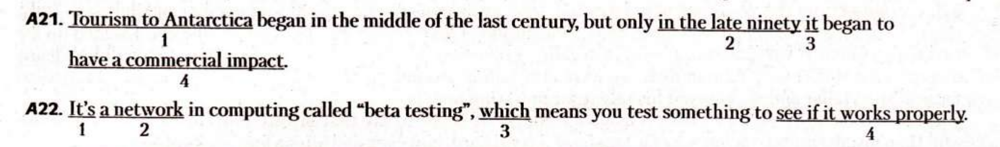 A21. Tourism to Antarctica began in the middle of the last century, but only in the late ninety it began to
1 2 3
have a commercial impact.
4
A22. It's a network in computing called “beta testing”, which means you test something to see if it works properly.
1 2 3 4